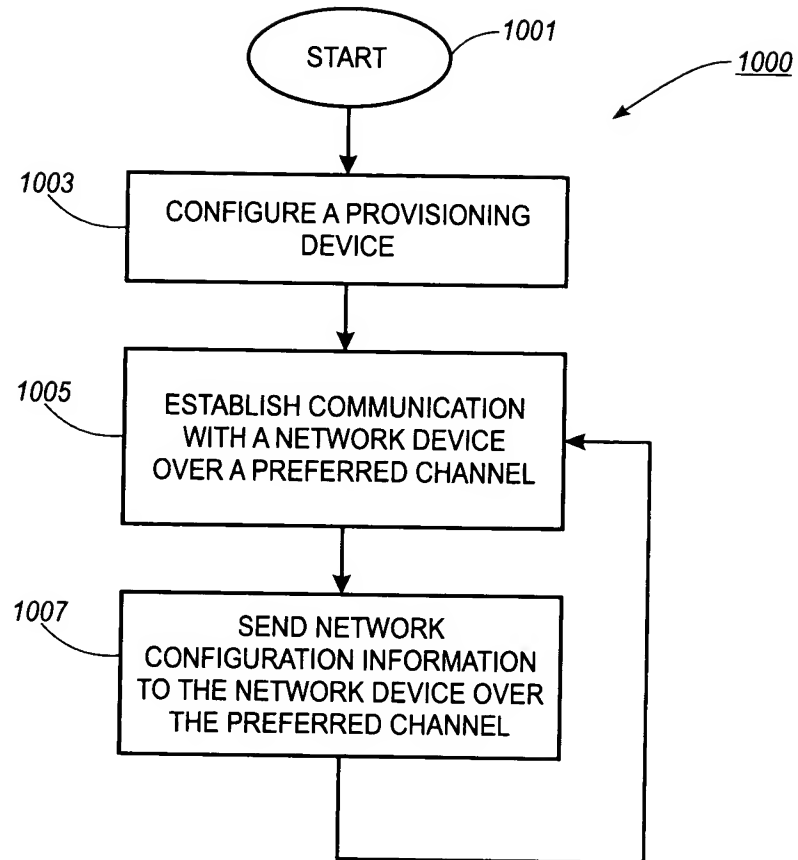 START
1001
1000
1003
CONFIGURE A PROVISIONING
DEVICE
1005
ESTABLISH COMMUNICATION
WITH A NETWORK DEVICE
OVER A PREFERRED CHANNEL
1007
SEND NETWORK
CONFIGURATION INFORMATION
TO THE NETWORK DEVICE OVER
THE PREFERRED CHANNEL